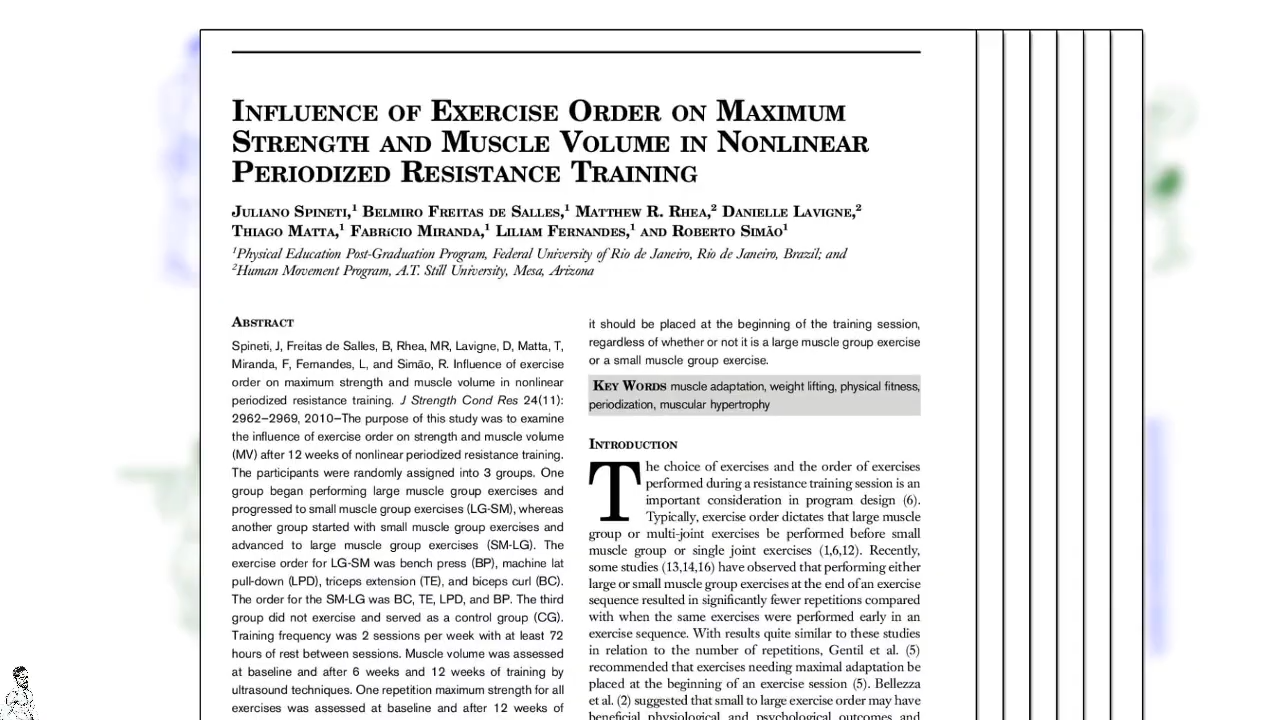 INFLUENCE OF EXERCISE ORDER ON MAXIMUM
STRENGTH AND MUSCLE VOLUME IN NONLINEAR
PERIODIZED RESISTANCE TRAINING
JULIANO SPINETI,1 BELMIRO FREITAS DE SALLES,1 MATTHEW R. RHEA,2 DANIELLE LAVIGNE,2
THIAGO MATTA,1 FABRÍCIO MIRANDA,1 LILIAM FERNANDES,1 AND ROBERTO SIMÃO1
1Physical Education Post-Graduation Program, Federal University of Rio de Janeiro, Rio de Janeiro, Brazil; and
2Human Movement Program, A.T. Still University, Mesa, Arizona
ABSTRACT
Spineti, J, Freitas de Salles, B, Rhea, MR, Lavigne, D, Matta, T,
Miranda, F, Fernandes, L, and Simão, R. Influence of exercise
order on maximum strength and muscle volume in nonlinear
periodized resistance training. J Strength Cond Res 24(11):
2962–2969, 2010—The purpose of this study was to examine
the influence of exercise order on strength and muscle volume
(MV) after 12 weeks of nonlinear periodized resistance training.
The participants were randomly assigned into 3 groups. One
group began performing large muscle group exercises and
progressed to small muscle group exercises (LG-SM), whereas
another group started with small muscle group exercises and
advanced to large muscle group exercises (SM-LG). The
exercise order for LG-SM was bench press (BP), machine lat
pull-down (LPD), triceps extension (TE), and biceps curl (BC).
The order for the SM-LG was BC, TE, LPD, and BP. The third
group did not exercise and served as a control group (CG).
Training frequency was 2 sessions per week with at least 72
hours of rest between sessions. Muscle volume was assessed
at baseline and after 6 weeks and 12 weeks of training by
ultrasound techniques. One repetition maximum strength for all
exercises was assessed at baseline and after 12 weeks of
it should be placed at the beginning of the training session,
regardless of whether or not it is a large muscle group exercise
or a small muscle group exercise.
KEY WORDS muscle adaptation, weight lifting, physical fitness,
periodization, muscular hypertrophy
INTRODUCTION
The choice of exercises and the order of exercises
performed during a resistance training session is an
important consideration in program design (6).
Typically, exercise order dictates that large muscle
group or multi-joint exercises be performed before small
muscle group or single joint exercises (1,6,12). Recently,
some studies (13,14,16) have observed that performing either
large or small muscle group exercises at the end of an exercise
sequence resulted in significantly fewer repetitions compared
with when the same exercises were performed early in an
exercise sequence. With results quite similar to these studies
in relation to the number of repetitions, Gentil et al. (5)
recommended that exercises needing maximal adaptation be
placed at the beginning of an exercise session (5). Bellezza
et al. (2) suggested that small to large exercise order may have
beneficial physiological and psychological outcomes and